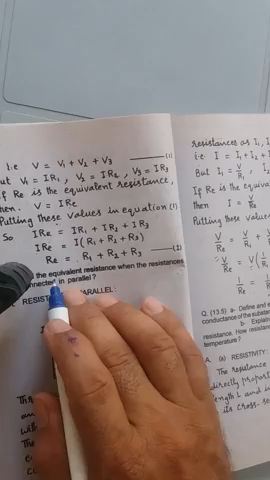 i.e V = V1 + V2 + V3 ———(1)
But V1 = IR1, V2 = IR2, V3 = IR3
If Re is the equivalent resistance,
then V = IRe
Putting these values in equation (1)
So IRe = IR1 + IR2 + IR3
IRe = I(R1 + R2 + R3)
Re = R1 + R2 + R3 ———(2)
the equivalent resistance when the resistances
connected in parallel?
RESIST PARALLEL:
resistances as I1, I
i.e I = I1 + I2 +
But I1 = V/R1, I2
If Re is the equiva
then I = V/Re
Putting these value
V/Re = V/R1 + V
V/Re = V(1/R1
1/Re = 1/R
Q. (13.5) a- Define and e
conductance of the substan
b- Explai
resistance. How resistan
temperature?
A. (a) RESISTIVITY
The resistance
directly proport
length L and
its cross-se